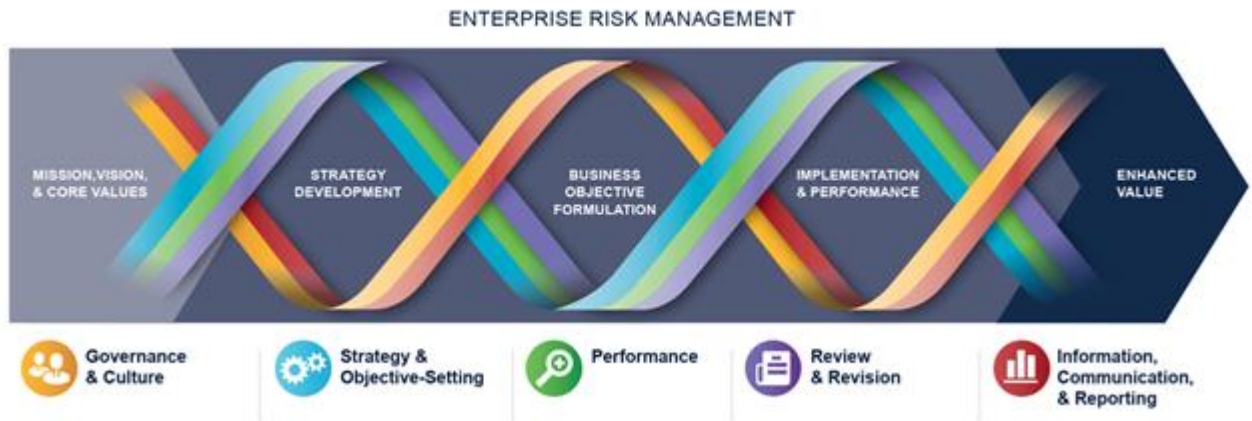 ENTERPRISE RISK MANAGEMENT
MISSION,VISION,
& CORE VALUES
STRATEGY
DEVELOPMENT
BUSINESS
OBJECTIVE
FORMULATION
IMPLEMENTATION
& PERFORMANCE
ENHANCED
VALUE
Governance
& Culture
Strategy &
Objective-Setting
Performance
Review
& Revision
Information,
Communication,
& Reporting